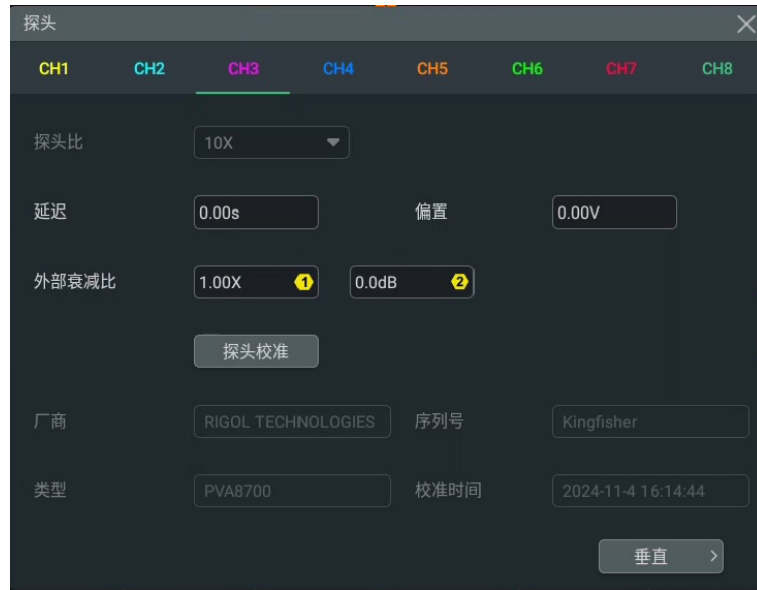 探头
CH1 CH2 CH3 CH4 CH5 CH6 CH7 CH8
探头比 10X
延迟 0.00s 偏置 0.00V
外部衰减比 1.00X 1 0.0dB 2
探头校准
厂商 RIGOL TECHNOLOGIES 序列号 Kingfisher
类型 PVA8700 校准时间 2024-11-4 16:14:44
垂直 >